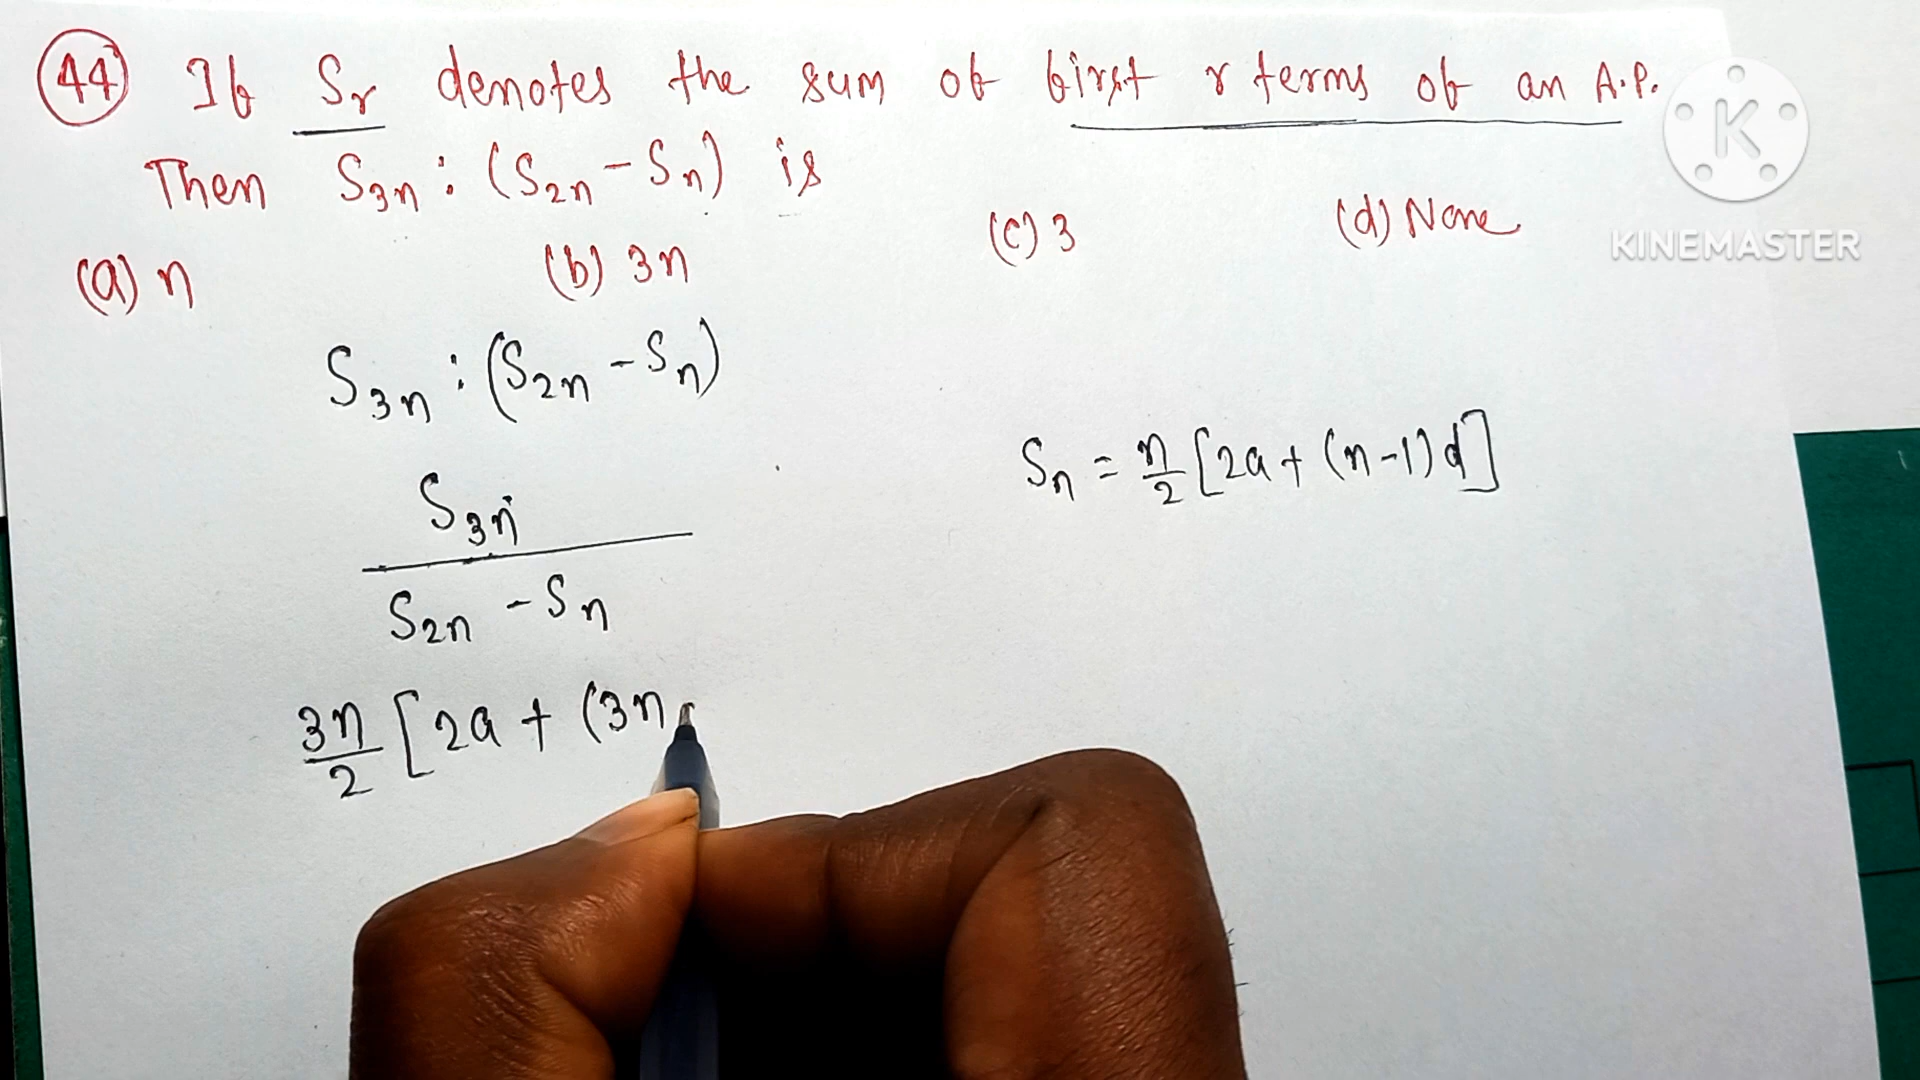 44 If Sr denotes the sum of first r terms of an A.P.
Then S3n : (S2n - Sn) is
(a) n (b) 3n (c) 3 (d) None
K
KINEMASTER
S3n : (S2n - Sn)
Sn = n/2 [2a + (n-1)d]
S3n
S2n - Sn
3n/2 [2a + (3n